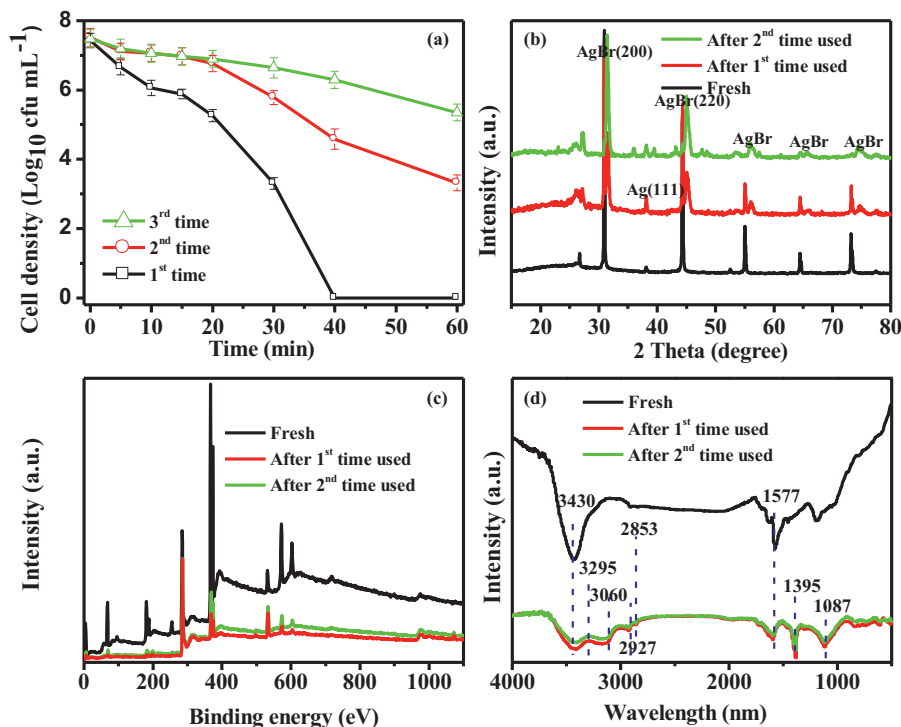 (a)
Cell density (Log10 cfu mL-1)
8
6
4
2
0
3rd time
2nd time
1st time
0 10 20 30 40 50 60
Time (min)
(b)
After 2nd time used
After 1st time used
Fresh
AgBr(200)
AgBr(220)
AgBr AgBr AgBr
Ag(111)
Intensity (a.u.)
20 30 40 50 60 70 80
2 Theta (degree)
(c)
Fresh
After 1st time used
After 2nd time used
Intensity (a.u.)
0 200 400 600 800 1000
Binding energy (eV)
(d)
Fresh
After 1st time used
After 2nd time used
3430
3295
3060
2927
2853
1577
1395
1087
Intensity (a.u.)
4000 3000 2000 1000
Wavelength (nm)